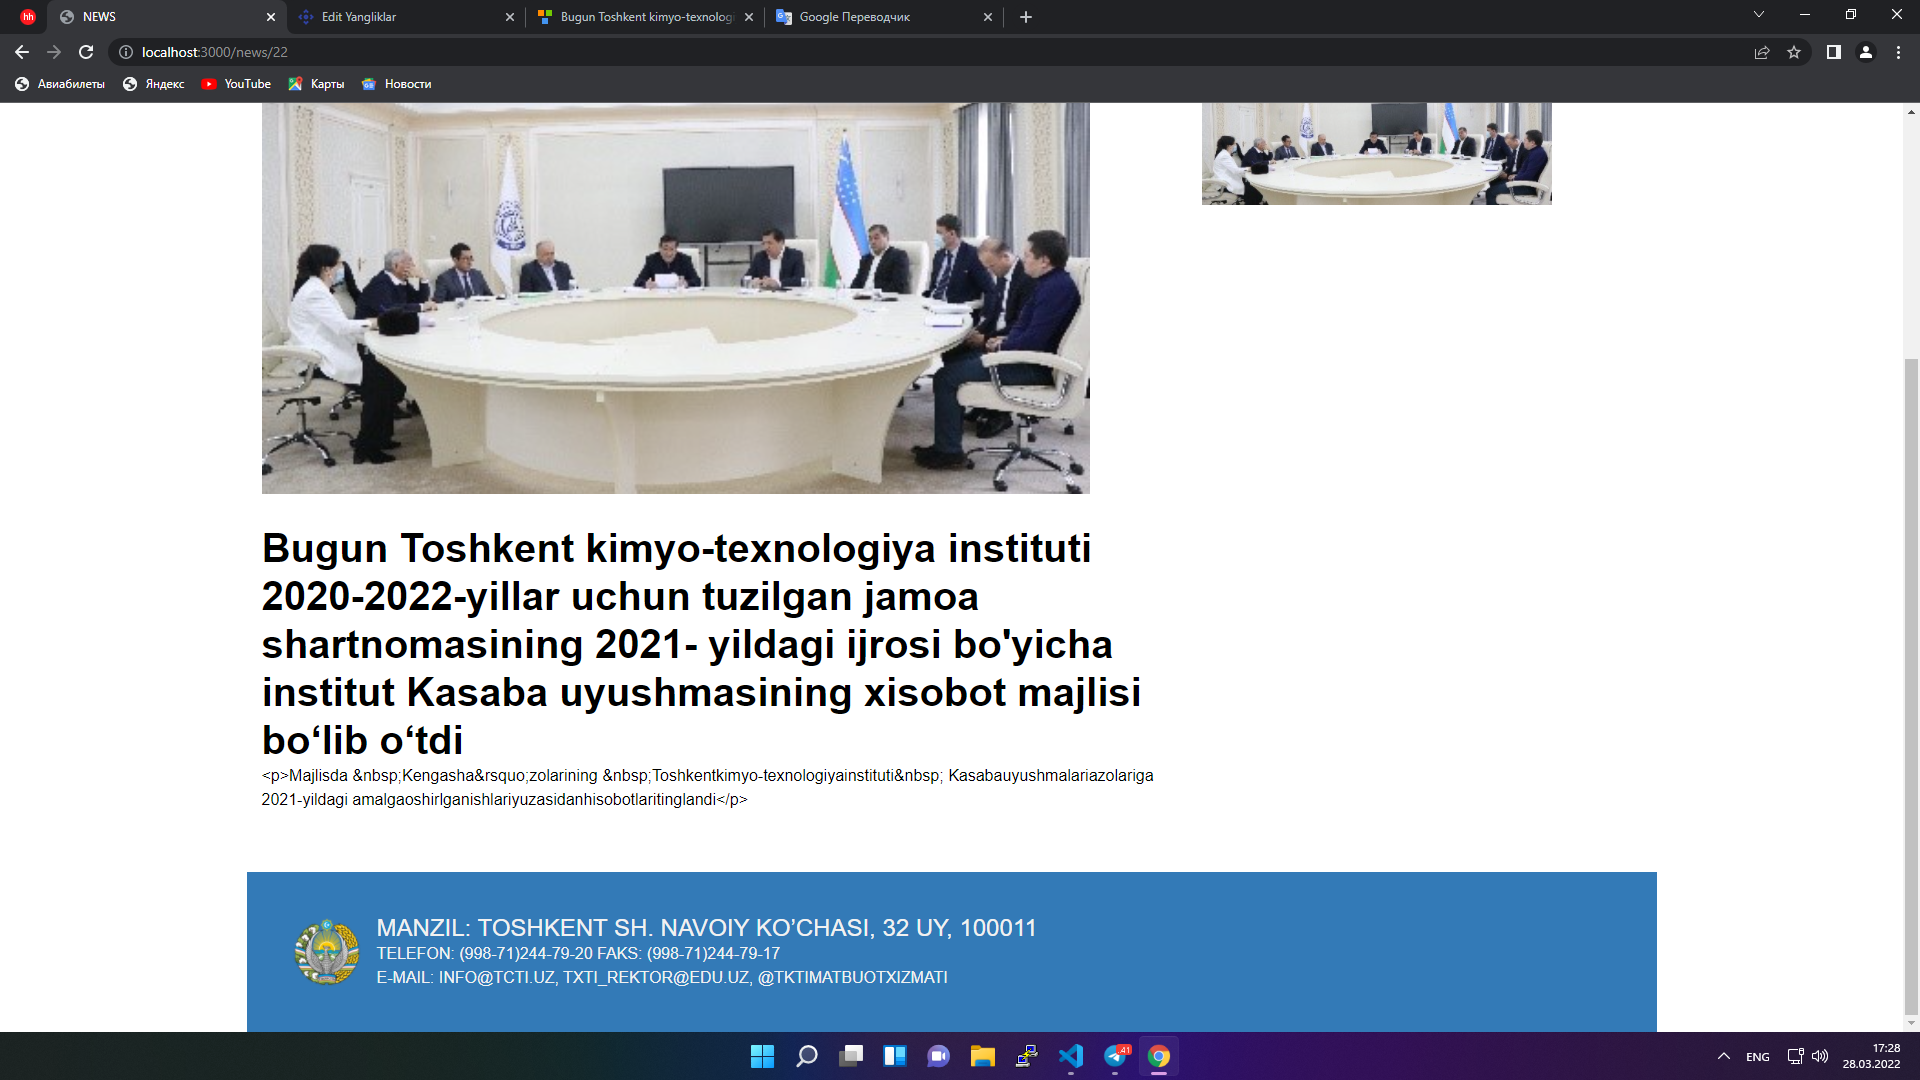 hh
NEWS
Edit Yangliklar
Bugun Toshkent kimyo-texnologi
Google Переводчик
localhost:3000/news/22
Авиабилеты
Яндекс
YouTube
Карты
Новости
Bugun Toshkent kimyo-texnologiya instituti
2020-2022-yillar uchun tuzilgan jamoa
shartnomasining 2021- yildagi ijrosi bo'yicha
institut Kasaba uyushmasining xisobot majlisi
bo‘lib o‘tdi
<p>Majlisda &nbsp;Kengasha&rsquo;zolarining &nbsp;Toshkentkimyo-texnologiyainstituti&nbsp; Kasabauyushmalariazolariga
2021-yildagi amalgaoshirlganishlariyuzasidanhisobotlaritinglandi</p>
MANZIL: TOSHKENT SH. NAVOIY KO’CHASI, 32 UY, 100011
TELEFON: (998-71)244-79-20 FAKS: (998-71)244-79-17
E-MAIL: INFO@TCTI.UZ, TXTI_REKTOR@EDU.UZ, @TKTIMATBUOTXIZMATI
41
ENG
17:28
28.03.2022